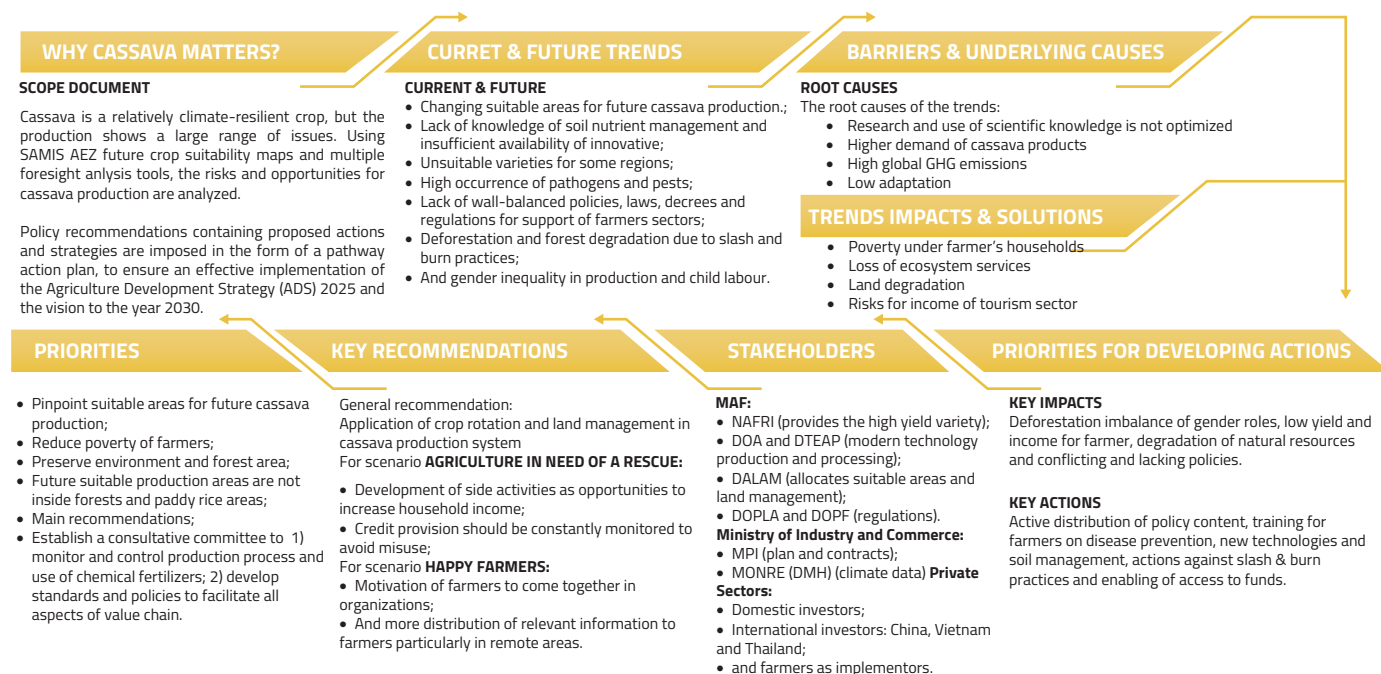 WHY CASSAVA MATTERS?
SCOPE DOCUMENT
Cassava is a relatively climate-resilient crop, but the
production shows a large range of issues. Using
SAMIS AEZ future crop suitability maps and multiple
foresight anlysis tools, the risks and opportunities for
cassava production are analyzed.
Policy recommendations containing proposed actions
and strategies are imposed in the form of a pathway
action plan, to ensure an effective implementation of
the Agriculture Development Strategy (ADS) 2025 and
the vision to the year 2030.
CURRET & FUTURE TRENDS
CURRENT & FUTURE
• Changing suitable areas for future cassava production.;
• Lack of knowledge of soil nutrient management and
insufficient availability of innovative;
• Unsuitable varieties for some regions;
• High occurrence of pathogens and pests;
• Lack of wall-balanced policies, laws, decrees and
regulations for support of farmers sectors;
• Deforestation and forest degradation due to slash and
burn practices;
• And gender inequality in production and child labour.
BARRIERS & UNDERLYING CAUSES
ROOT CAUSES
The root causes of the trends:
• Research and use of scientific knowledge is not optimized
• Higher demand of cassava products
• High global GHG emissions
• Low adaptation
TRENDS IMPACTS & SOLUTIONS
• Poverty under farmer's households
• Loss of ecosystem services
• Land degradation
• Risks for income of tourism sector
PRIORITIES
• Pinpoint suitable areas for future cassava
production;
• Reduce poverty of farmers;
• Preserve environment and forest area;
• Future suitable production areas are not
inside forests and paddy rice areas;
• Main recommendations;
• Establish a consultative committee to 1)
monitor and control production process and
use of chemical fertilizers; 2) develop
standards and policies to facilitate all
aspects of value chain.
KEY RECOMMENDATIONS
General recommendation:
Application of crop rotation and land management in
cassava production system
For scenario AGRICULTURE IN NEED OF A RESCUE:
• Development of side activities as opportunities to
increase household income;
• Credit provision should be constantly monitored to
avoid misuse;
For scenario HAPPY FARMERS:
• Motivation of farmers to come together in
organizations;
• And more distribution of relevant information to
farmers particularly in remote areas.
STAKEHOLDERS
MAF:
• NAFRI (provides the high yield variety);
• DOA and DTEAP (modern technology
production and processing);
• DALAM (allocates suitable areas and
land management);
• DOPLA and DOPF (regulations).
Ministry of Industry and Commerce:
• MPI (plan and contracts);
• MONRE (DMH) (climate data) Private
Sectors:
• Domestic investors;
• International investors: China, Vietnam
and Thailand;
• and farmers as implementors.
PRIORITIES FOR DEVELOPING ACTIONS
KEY IMPACTS
Deforestation imbalance of gender roles, low yield and
income for farmer, degradation of natural resources
and conflicting and lacking policies.
KEY ACTIONS
Active distribution of policy content, training for
farmers on disease prevention, new technologies and
soil management, actions against slash & burn
practices and enabling of access to funds.